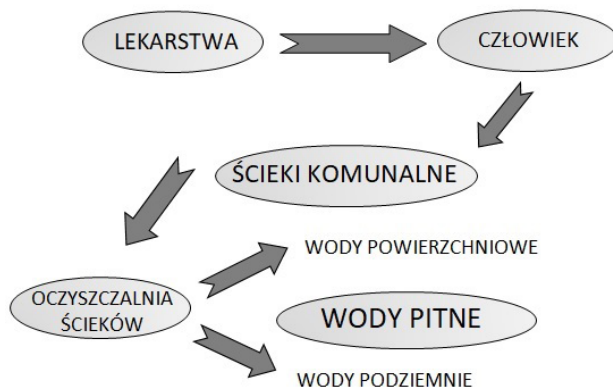 LEKARSTWA
CZŁOWIEK
ŚCIEKI KOMUNALNE
WODY POWIERZCHNIOWE
OCZYSZCZALNIA
ŚCIEKÓW
WODY PITNE
WODY PODZIEMNIE